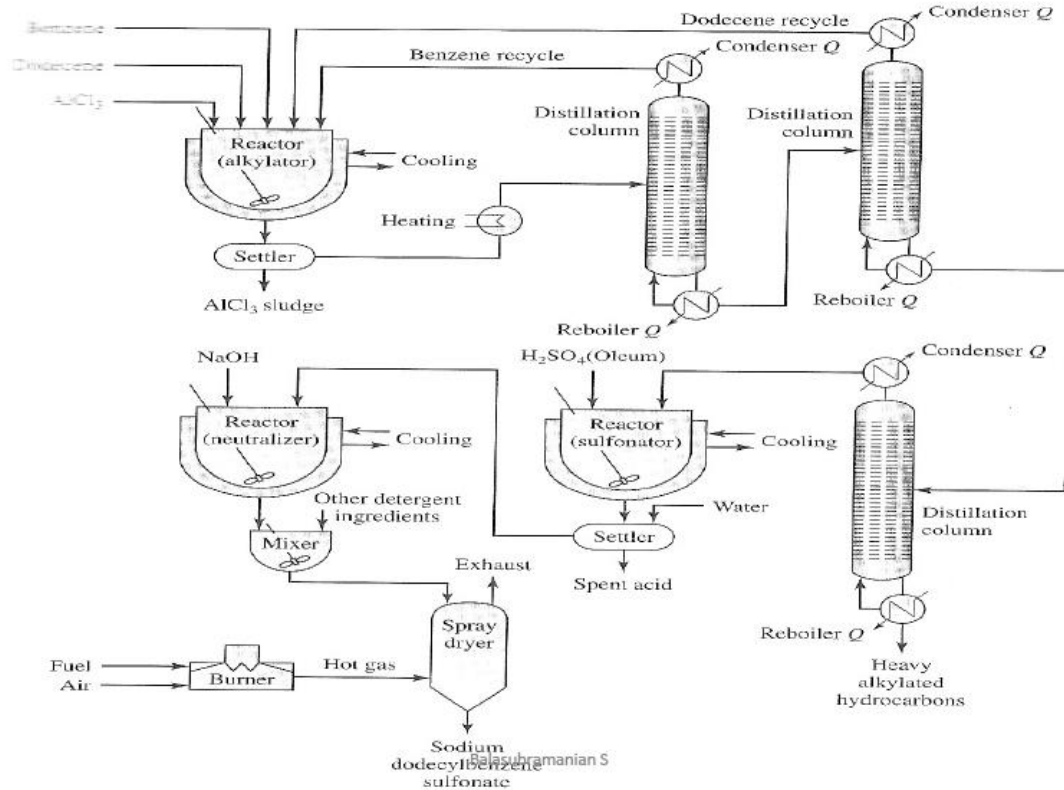 Benzene
Dodecene
AlCl₃
Dodecene recycle
Benzene recycle
Condenser Q
Condenser Q
Distillation
column
Distillation
column
Reactor
(alkylator)
Cooling
Heating
Settler
AlCl₃ sludge
Reboiler Q
Reboiler Q
NaOH
H₂SO₄(Oleum)
Condenser Q
Reactor
(neutralizer)
Cooling
Reactor
(sulfonator)
Cooling
Other detergent
ingredients
Mixer
Water
Settler
Spent acid
Distillation
column
Exhaust
Spray
dryer
Reboiler Q
Heavy
alkylated
hydrocarbons
Fuel
Air
Burner
Hot gas
Sodium
dodecylbenzene
sulfonate
Balasubramanian S